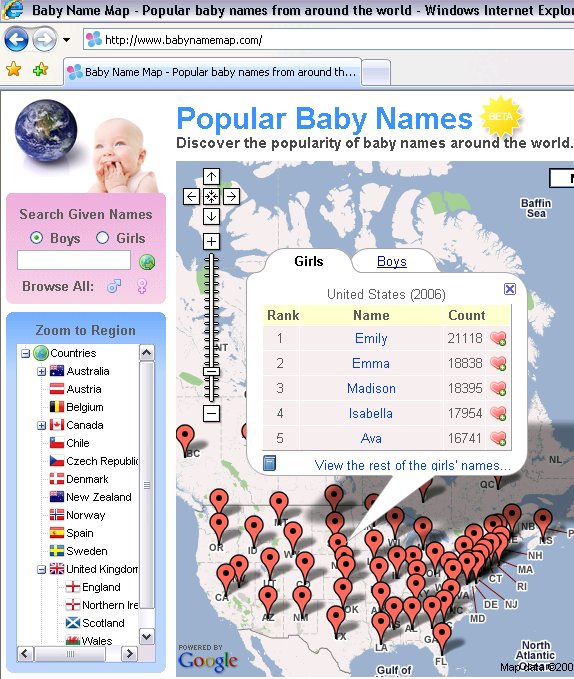 Baby Name Map - Popular baby names from around the world - Windows Internet Explor
http://www.babynamemap.com/
Baby Name Map - Popular baby names from around th...
Popular Baby Names
BETA
Discover the popularity of baby names around the world.
Search Given Names
Boys Girls
Browse All:
Zoom to Region
Countries
Australia
Austria
Belgium
Canada
Chile
Czech Republic
Denmark
New Zealand
Norway
Spain
Sweden
United Kingdom
England
Northern Ire
Scotland
Wales
Baffin
Sea
Girls Boys
United States (2006)
Rank Name Count
1 Emily 21118
2 Emma 18838
3 Madison 18395
4 Isabella 17954
5 Ava 16741
View the rest of the girls' names...
NT
BC
NL
QC
MT
NB
PE
NS
OR
ID
NH
MA
RI
CT
NJ
DE
MD
CA
AZ
NM
OK
TX
LA
AL
GA
FL
POWERED BY
Google
Gulf of
North
Atlantic
Ocean
Map data ©200